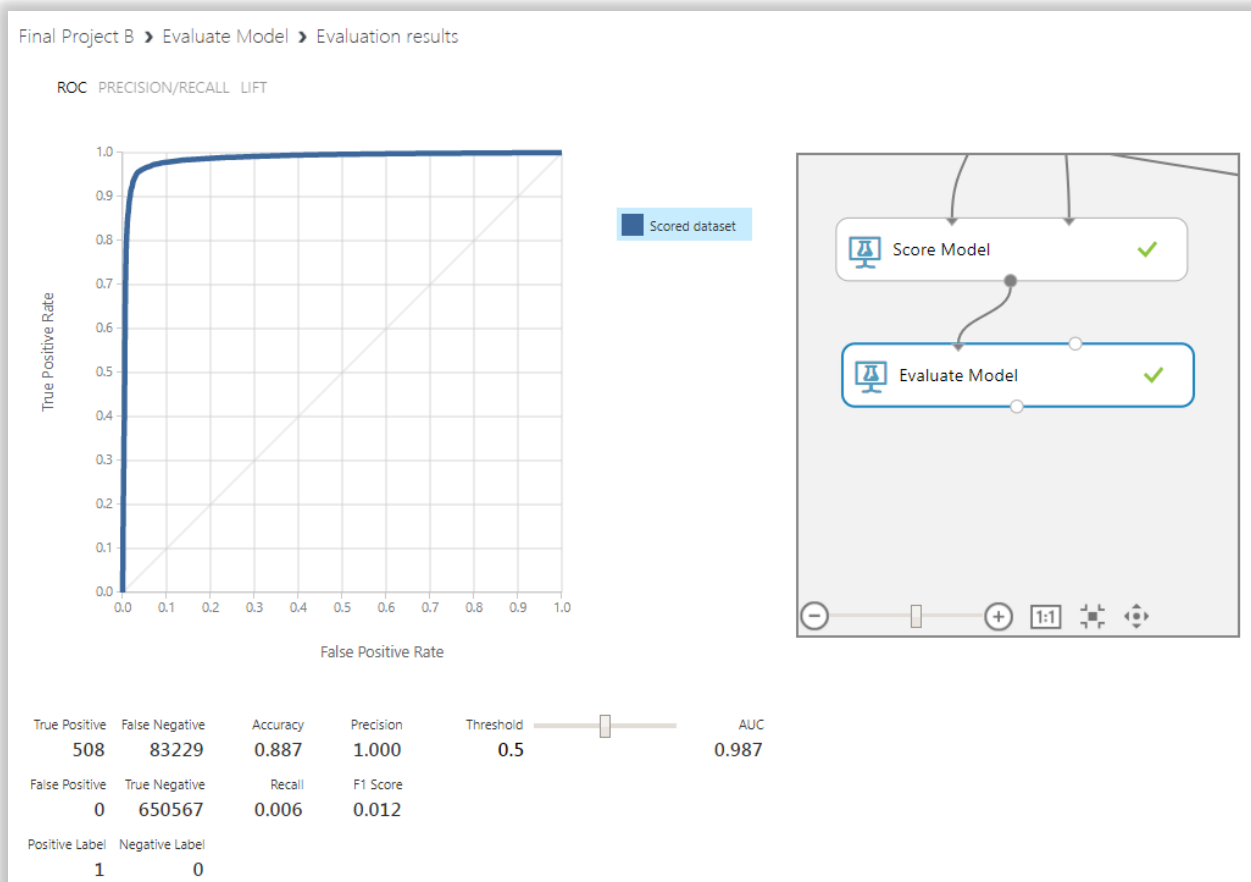 Final Project B ❯ Evaluate Model ❯ Evaluation results
ROC PRECISION/RECALL LIFT
1.0
0.9
0.8
0.7
0.6
0.5
0.4
0.3
0.2
0.1
0.0
True Positive Rate
0.0 0.1 0.2 0.3 0.4 0.5 0.6 0.7 0.8 0.9 1.0
False Positive Rate
Scored dataset
Score Model
Evaluate Model
1:1
True Positive False Negative Accuracy Precision Threshold AUC
508 83229 0.887 1.000 0.5 0.987
False Positive True Negative Recall F1 Score
0 650567 0.006 0.012
Positive Label Negative Label
1 0